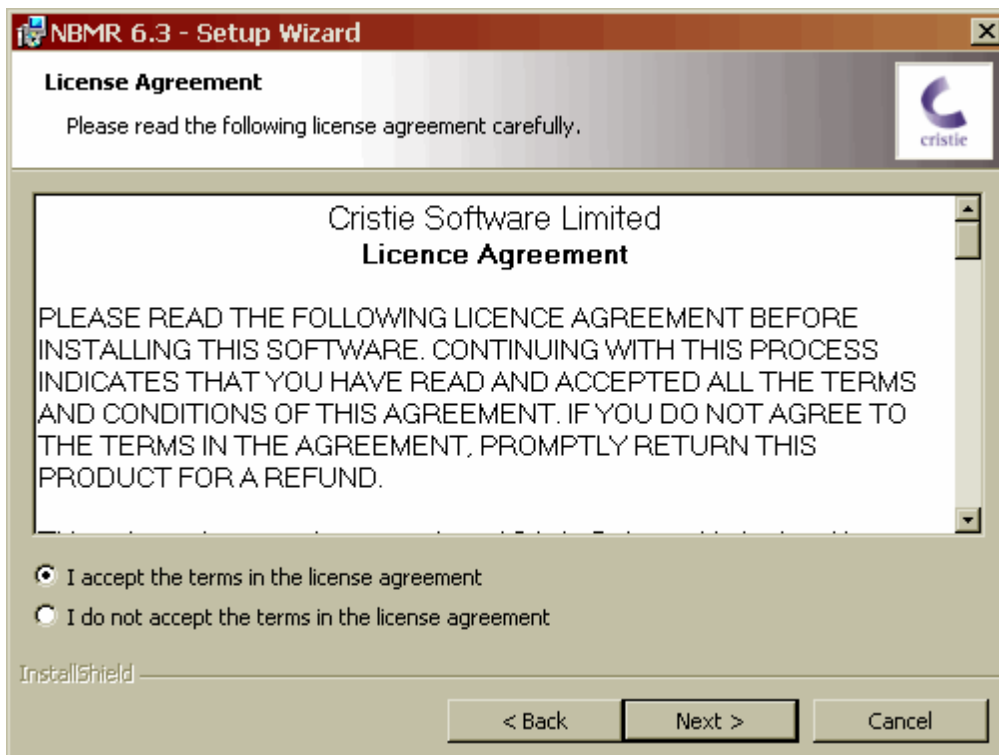 NBMR 6.3 - Setup Wizard
License Agreement
Please read the following license agreement carefully.
cristie
Cristie Software Limited
Licence Agreement
PLEASE READ THE FOLLOWING LICENCE AGREEMENT BEFORE
INSTALLING THIS SOFTWARE. CONTINUING WITH THIS PROCESS
INDICATES THAT YOU HAVE READ AND ACCEPTED ALL THE TERMS
AND CONDITIONS OF THIS AGREEMENT. IF YOU DO NOT AGREE TO
THE TERMS IN THE AGREEMENT, PROMPTLY RETURN THIS
PRODUCT FOR A REFUND.
I accept the terms in the license agreement
I do not accept the terms in the license agreement
InstallShield
< Back
Next >
Cancel